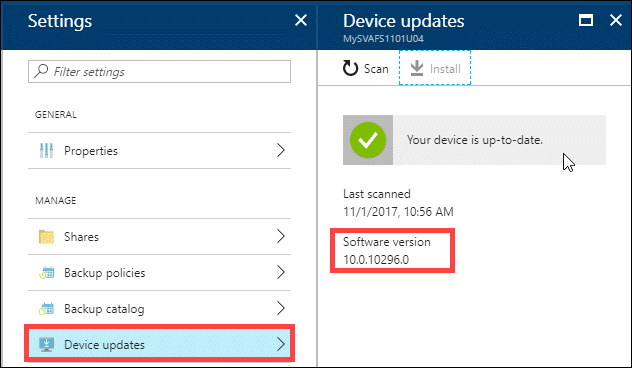 Settings
Filter settings
GENERAL
Properties
MANAGE
Shares
Backup policies
Backup catalog
Device updates
Device updates
MySVAFS1101U04
Scan
Install
Your device is up-to-date.
Last scanned
11/1/2017, 10:56 AM
Software version
10.0.10296.0